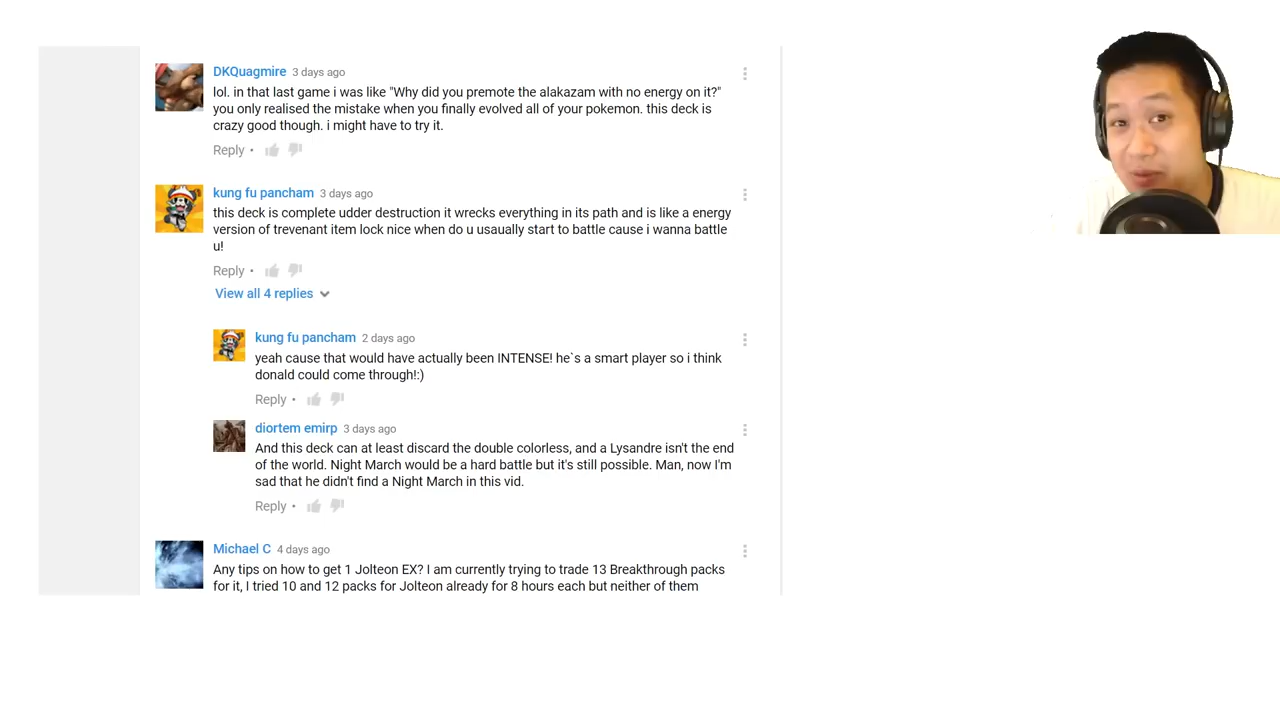 DKQuagmire 3 days ago
lol. in that last game i was like "Why did you premote the alakazam with no energy on it?"
you only realised the mistake when you finally evolved all of your pokemon. this deck is
crazy good though. i might have to try it.
Reply •
kung fu pancham 3 days ago
this deck is complete udder destruction it wrecks everything in its path and is like a energy
version of trevenant item lock nice when do u usaually start to battle cause i wanna battle
u!
Reply •
View all 4 replies
kung fu pancham 2 days ago
yeah cause that would have actually been INTENSE! he`s a smart player so i think
donald could come through!:)
Reply •
diortem emirp 3 days ago
And this deck can at least discard the double colorless, and a Lysandre isn't the end
of the world. Night March would be a hard battle but it's still possible. Man, now I'm
sad that he didn't find a Night March in this vid.
Reply •
Michael C 4 days ago
Any tips on how to get 1 Jolteon EX? I am currently trying to trade 13 Breakthrough packs
for it, I tried 10 and 12 packs for Jolteon already for 8 hours each but neither of them